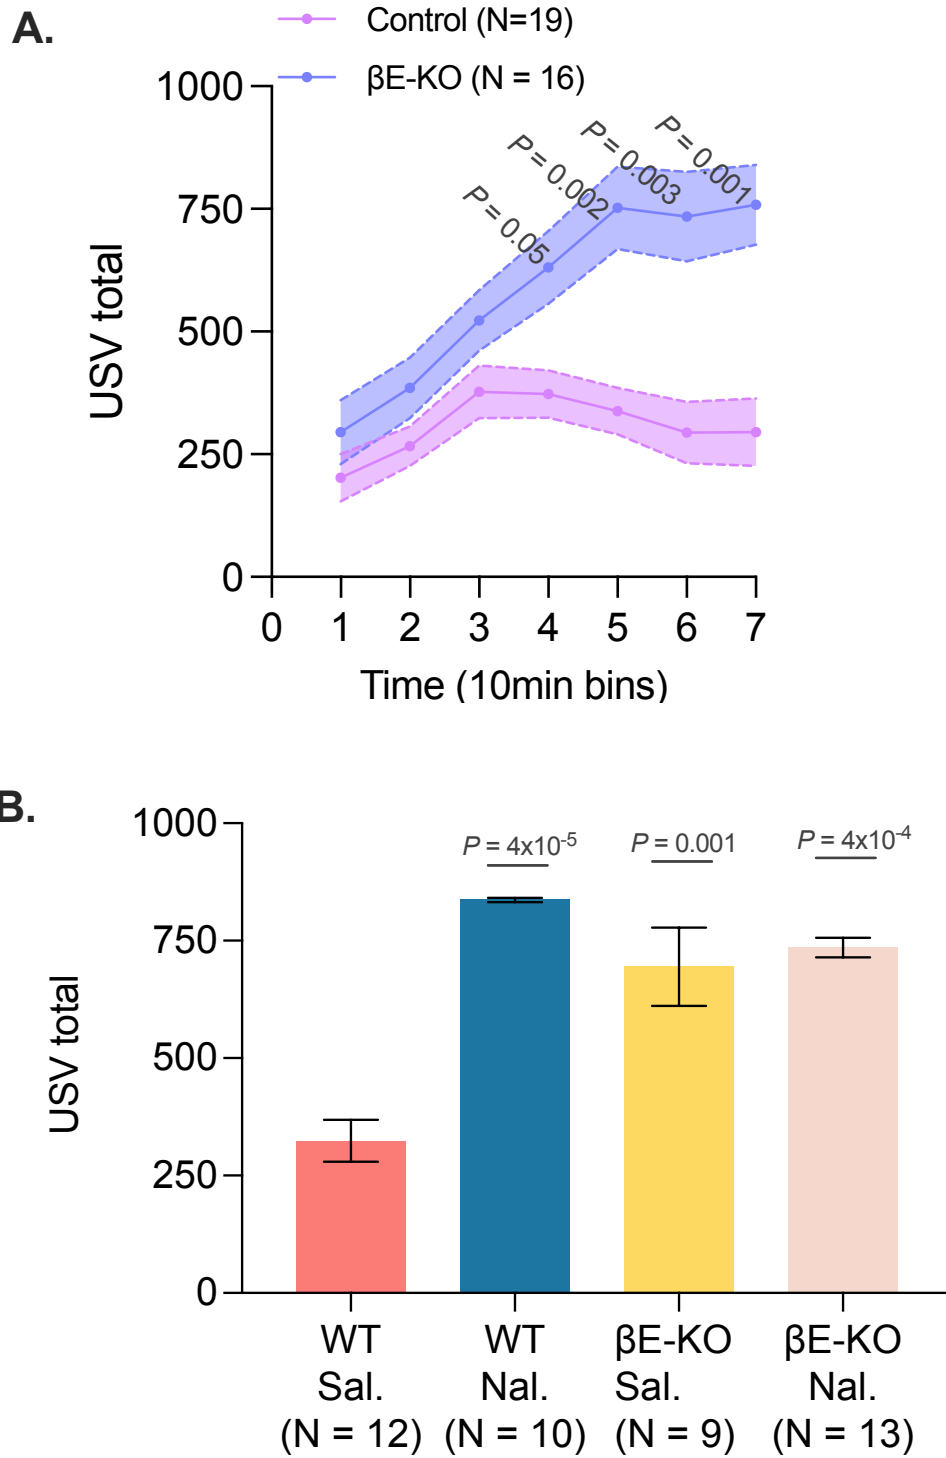 A.
Control (N=19)
βE-KO (N = 16)
1000
750
500
250
0
USV total
P = 0.05
P = 0.002
P = 0.003
P = 0.001
0 1 2 3 4 5 6 7
Time (10min bins)
B.
1000
750
500
250
0
USV total
P = 4x10-5
P = 0.001
P = 4x10-4
WT WT βE-KO βE-KO
Sal. Nal. Sal. Nal.
(N = 12) (N = 10) (N = 9) (N = 13)